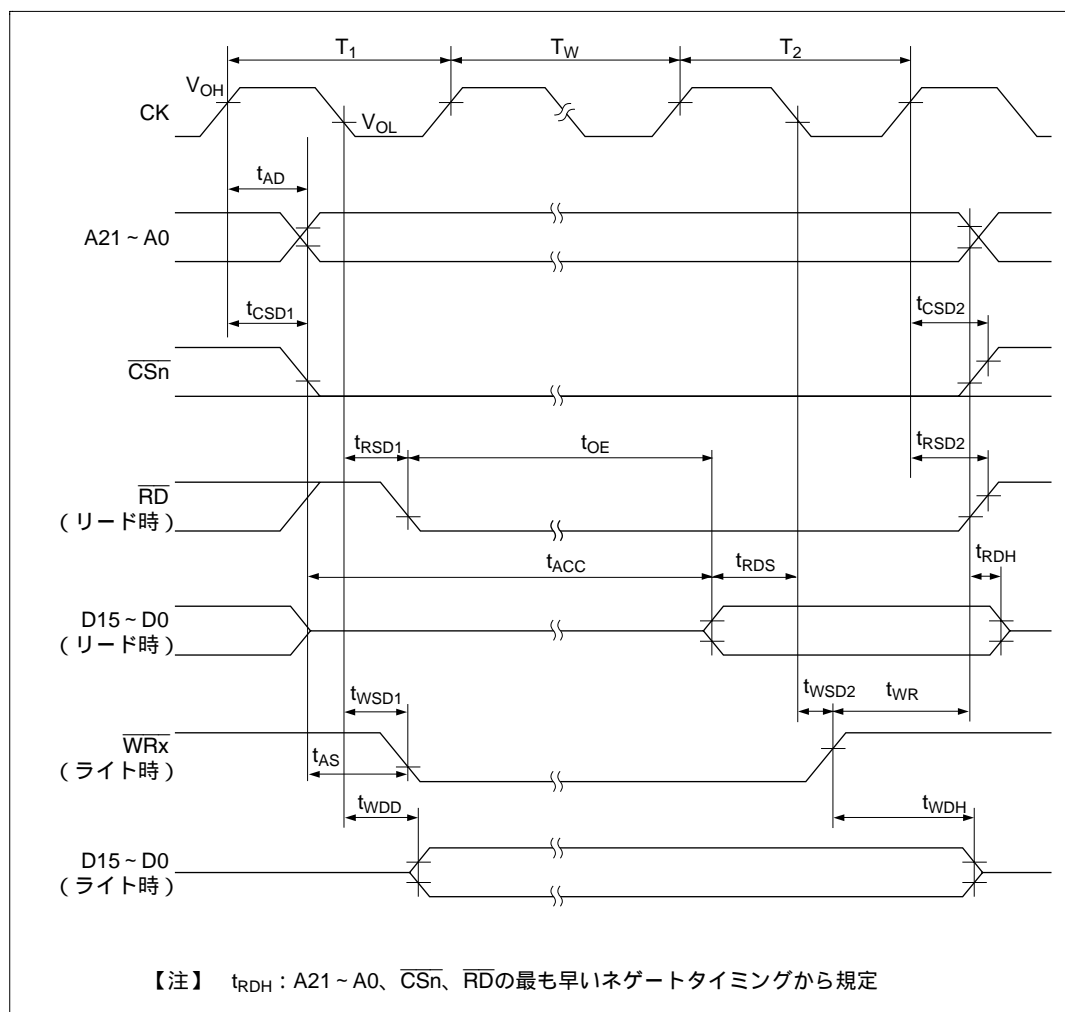 T1 TW T2
VOH
CK
VOL
tAD
A21 ~ A0
tCSD1 tCSD2
CSn
tRSD1 tOE tRSD2
RD
(リード時)
tACC tRDS tRDH
D15 ~ D0
(リード時)
tWSD1 tWSD2 tWR
WRx
(ライト時)
tAS
tWDD tWDH
D15 ~ D0
(ライト時)
【注】 tRDH:A21 ~ A0、CSn、RDの最も早いネゲートタイミングから規定